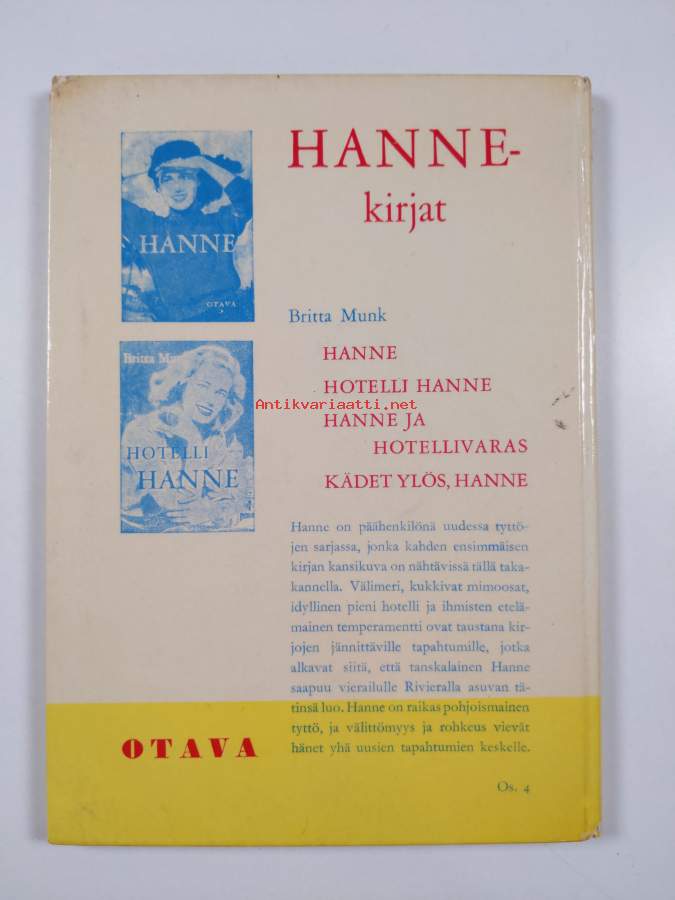 HANNE-
kirjat
HANNE
OTAVA
Britta Munk
HANNE
HOTELLI HANNE
HANNE JA
HOTELLIVARAS
KÄDET YLÖS, HANNE
Britta
HOTELLI
HANNE
Antikvariaatti.net
Hanne on päähenkilönä uudessa tyttö-
jen sarjassa, jonka kahden ensimmäisen
kirjan kansikuva on nähtävissä tällä taka-
kannella. Välimeri, kukkivat mimoosat,
idyllinen pieni hotelli ja ihmisten etelä-
mainen temperamentti ovat taustana kir-
jojen jännittäville tapahtumille, jotka
alkavat siitä, että tanskalainen Hanne
saapuu vierailulle Rivieralla asuvan tä-
tinsä luo. Hanne on raikas pohjoismainen
tyttö, ja välittömyys ja rohkeus vievät
hänet yhä uusien tapahtumien keskelle.
OTAVA
Os. 4